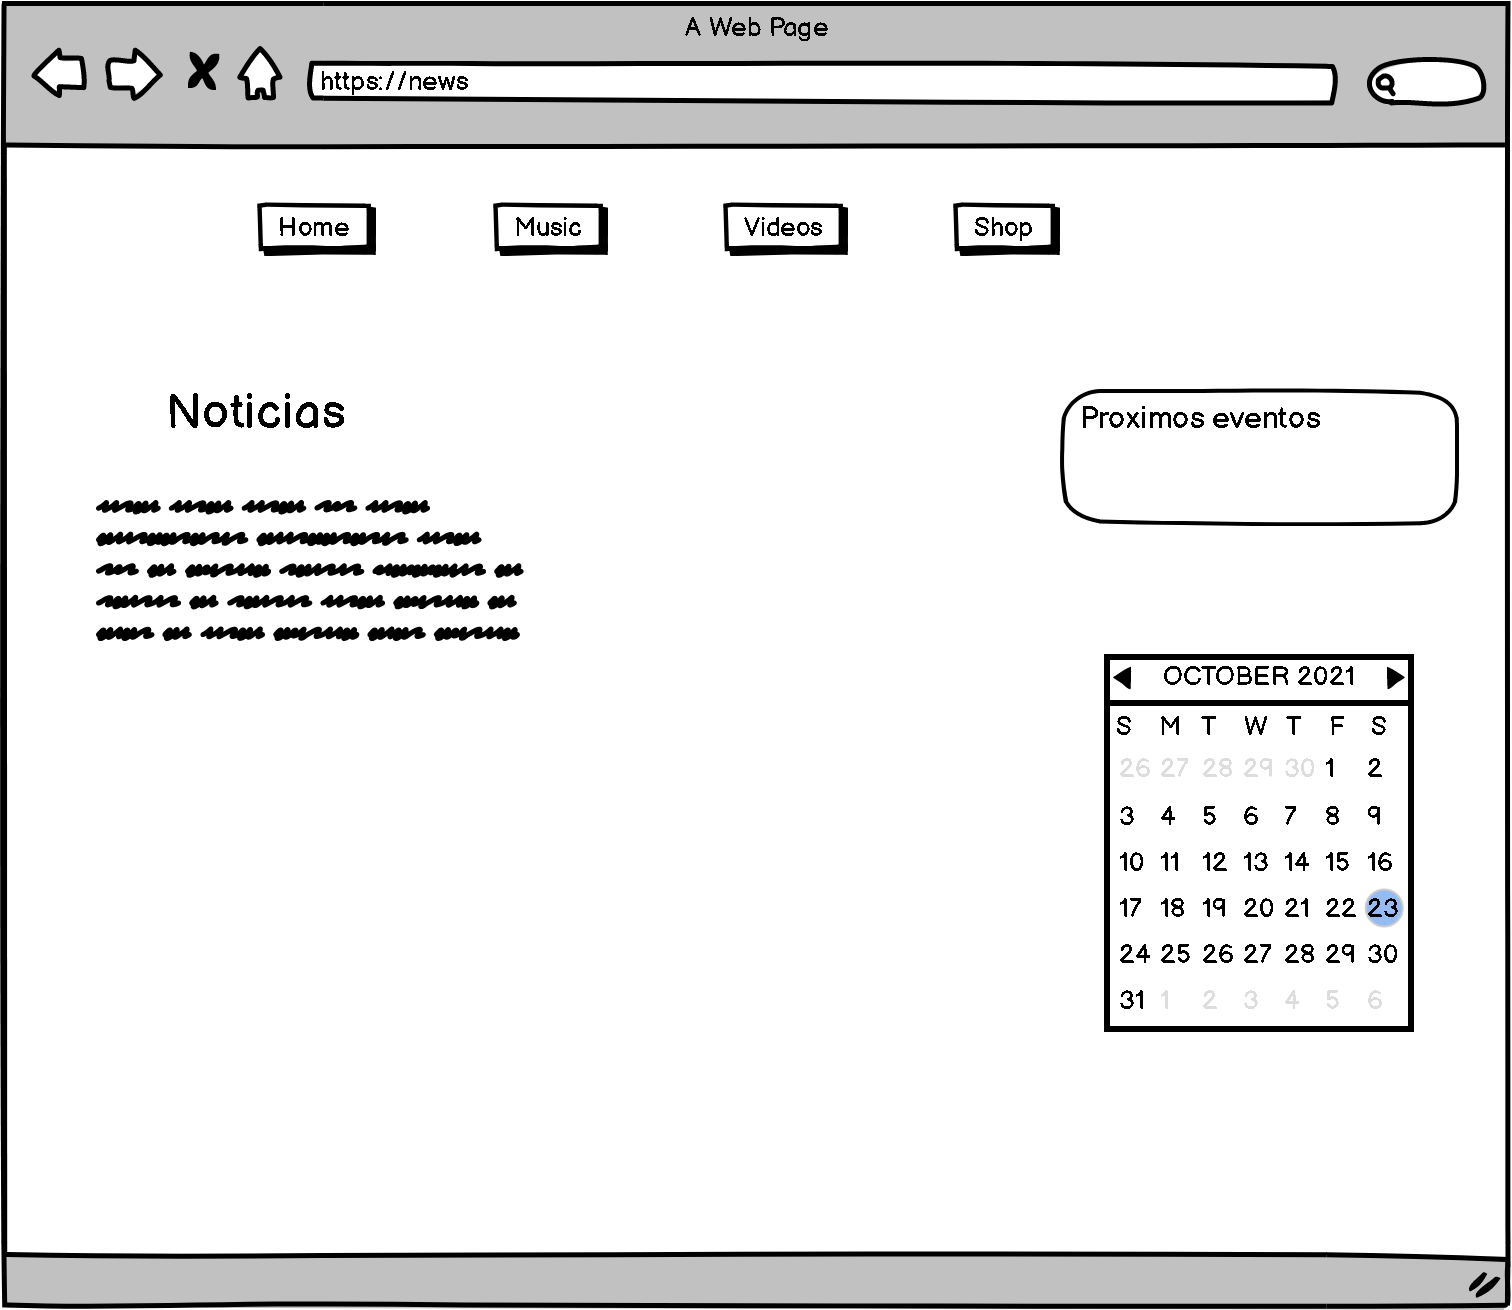 A Web Page
https://news
Home Music Videos Shop
Noticias
Proximos eventos
OCTOBER 2021
S M T W T F S
26 27 28 29 30 1 2
3 4 5 6 7 8 9
10 11 12 13 14 15 16
17 18 19 20 21 22 23
24 25 26 27 28 29 30
31 1 2 3 4 5 6